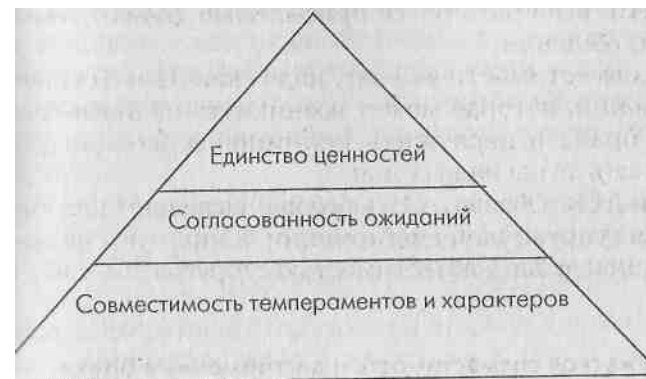 Единство ценностей
Согласованность ожиданий
Совместимость темпераментов и характеров